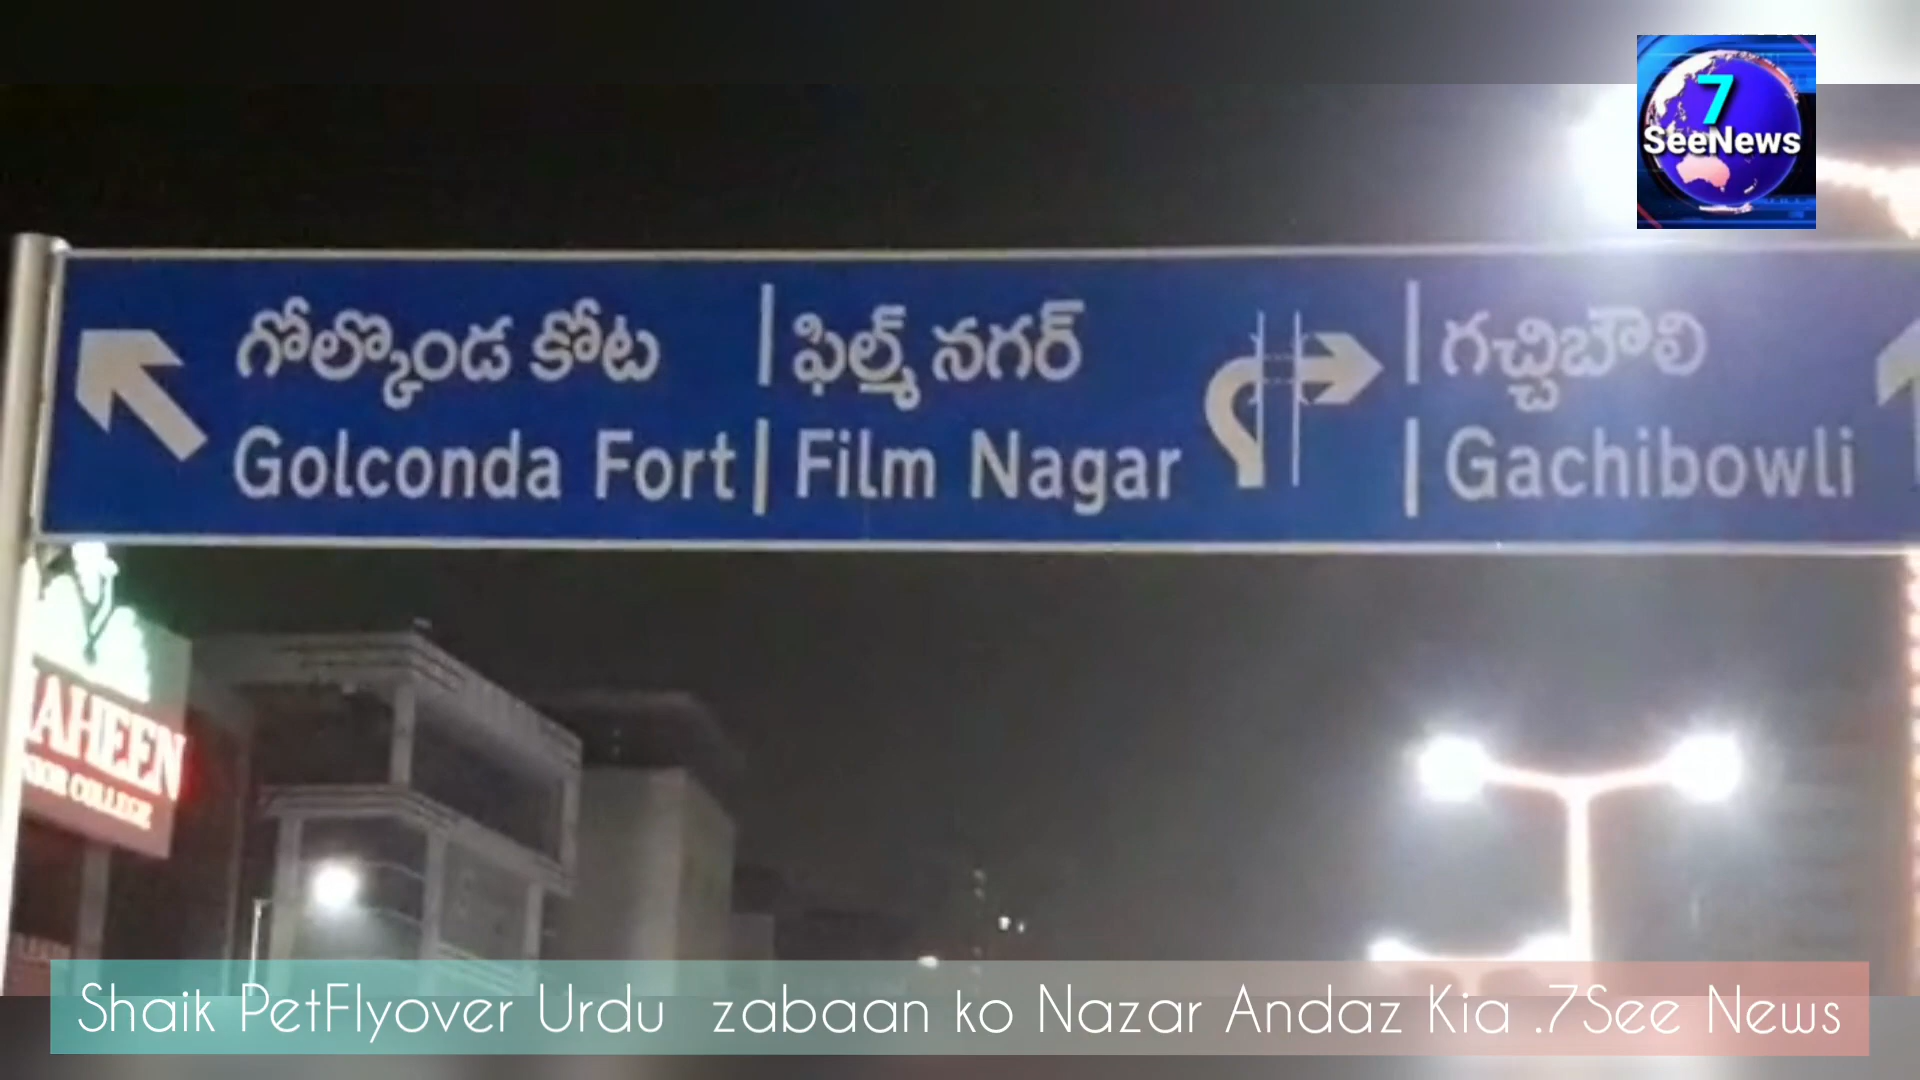 7
SeeNews
గోల్కొండ కోట
ఫిల్మ్ నగర్
గచ్చిబౌలి
Golconda Fort
Film Nagar
Gachibowli
COLLEGE
Shaik PetFlyover Urdu zabaan ko Nazar Andaz Kia .7See News